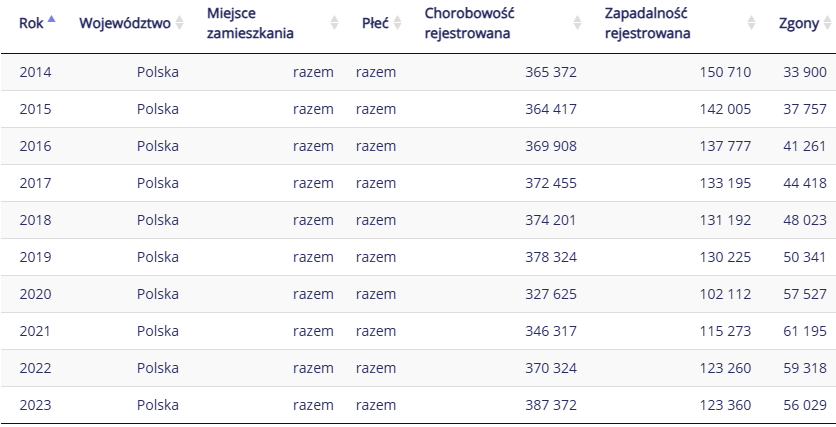 Rok Województwo Miejsce zamieszkania Płeć Chorobowość rejestrowana Zapadalność rejestrowana Zgony
2014 Polska razem razem 365 372 150 710 33 900
2015 Polska razem razem 364 417 142 005 37 757
2016 Polska razem razem 369 908 137 777 41 261
2017 Polska razem razem 372 455 133 195 44 418
2018 Polska razem razem 374 201 131 192 48 023
2019 Polska razem razem 378 324 130 225 50 341
2020 Polska razem razem 327 625 102 112 57 527
2021 Polska razem razem 346 317 115 273 61 195
2022 Polska razem razem 370 324 123 260 59 318
2023 Polska razem razem 387 372 123 360 56 029